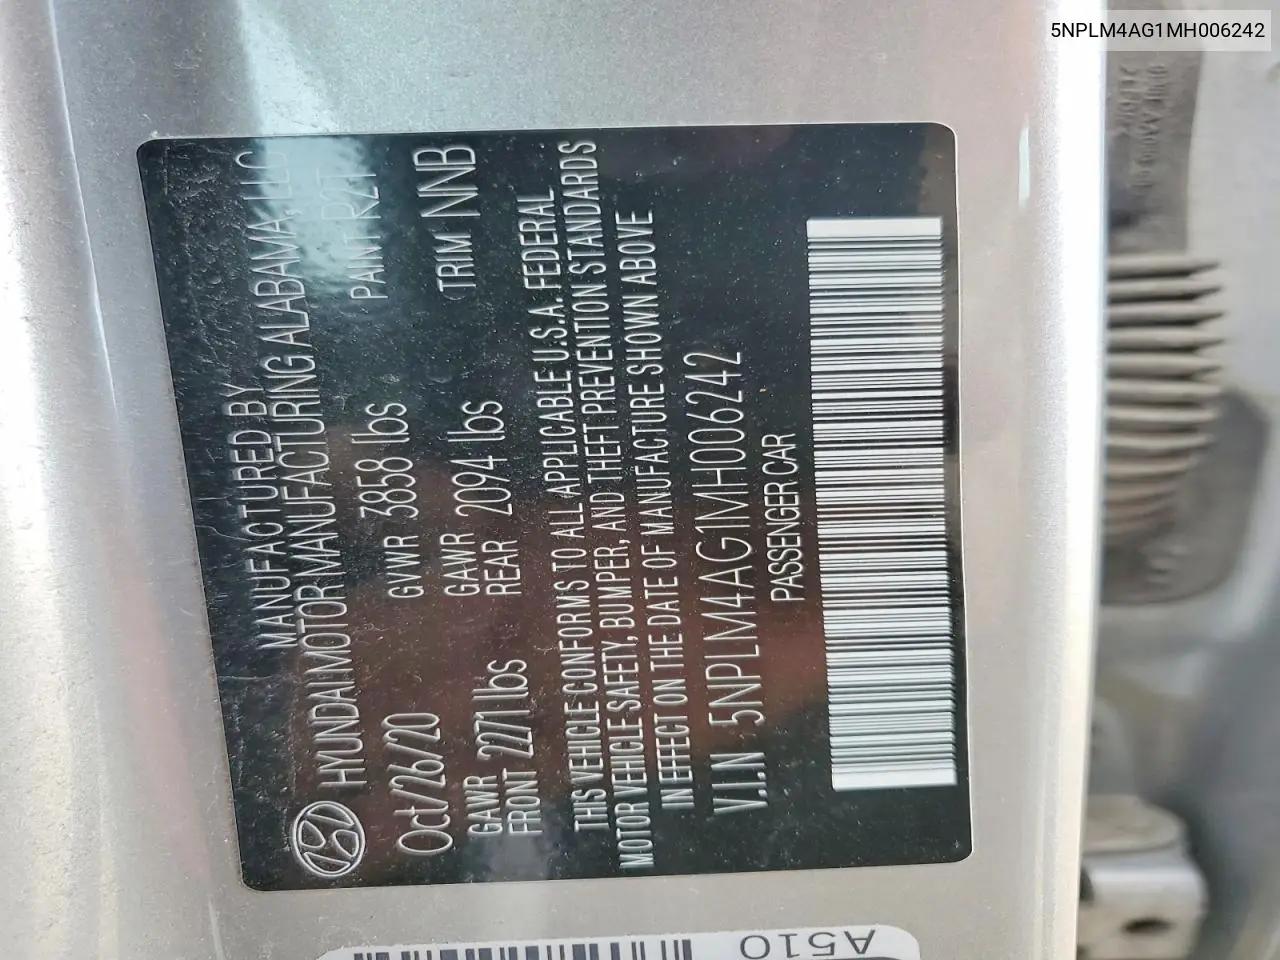 5NPLM4AG1MH006242
MANUFACTURED BY
HYUNDAI MOTOR MANUFACTURING ALABAMA, LLC
Oct/26/20 GVWR 3858 lbs PAINT R2T
GAWR FRONT 2271 lbs GAWR REAR 2094 lbs TRIM NNB
THIS VEHICLE CONFORMS TO ALL APPLICABLE U.S.A. FEDERAL
MOTOR VEHICLE SAFETY, BUMPER, AND THEFT PREVENTION STANDARDS
IN EFFECT ON THE DATE OF MANUFACTURE SHOWN ABOVE
V.I.N 5NPLM4AG1MH006242
PASSENGER CAR
A510